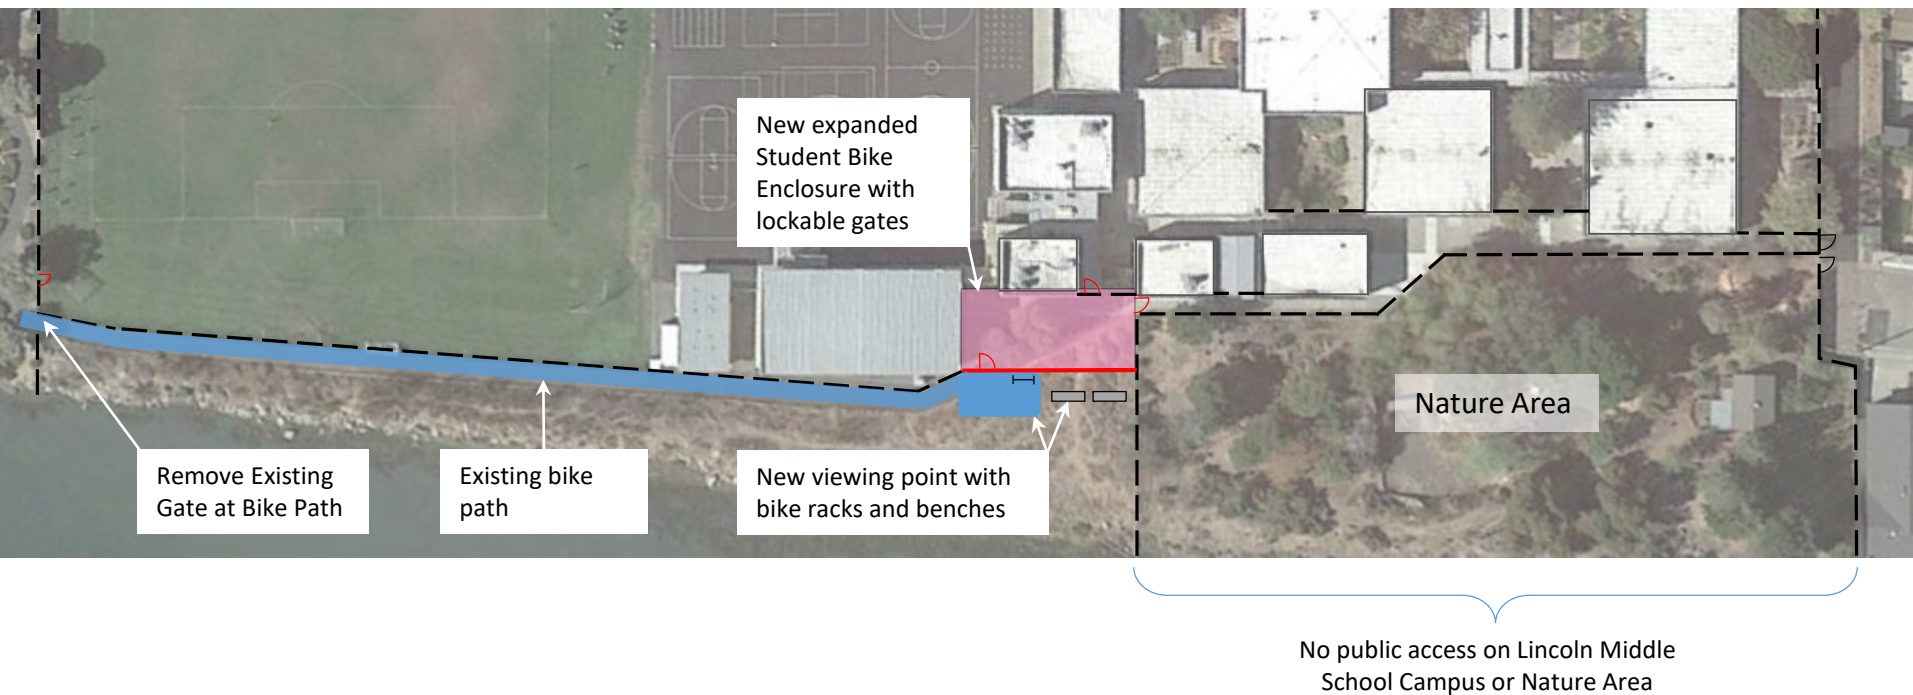 New expanded
Student Bike
Enclosure with
lockable gates
Nature Area
Remove Existing
Gate at Bike Path
Existing bike
path
New viewing point with
bike racks and benches
No public access on Lincoln Middle
School Campus or Nature Area